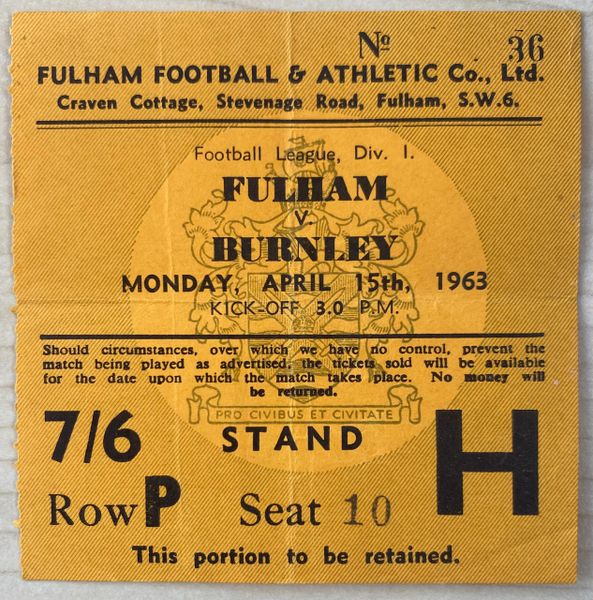 Nº 36
FULHAM FOOTBALL & ATHLETIC Co., Ltd.
Craven Cottage, Stevenage Road, Fulham, S.W.6.
Football League, Div. I.
FULHAM
v.
BURNLEY
MONDAY, APRIL 15th, 1963
KICK-OFF 3.0 P.M.
Should circumstances, over which we have no control, prevent the
match being played as advertised, the tickets sold will be available
for the date upon which the match takes place. No money will
be returned.
PRO CIVIBUS ET CIVITATE
7/6 STAND H
Row P Seat 10
This portion to be retained.